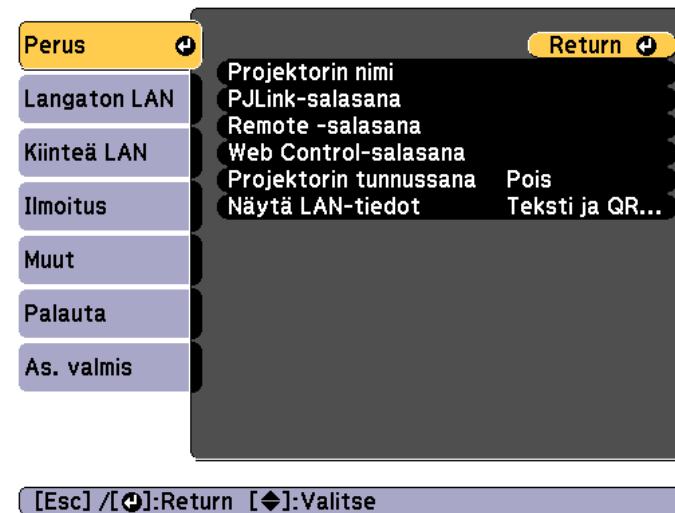 Perus
Return
Projektorin nimi
Langaton LAN
PJLink-salasana
Remote -salasana
Kiinteä LAN
Web Control-salasana
Projektorin tunnussana Pois
Ilmoitus
Näytä LAN-tiedot Teksti ja QR...
Muut
Palauta
As. valmis
[Esc] /[⏎]:Return [◆]:Valitse